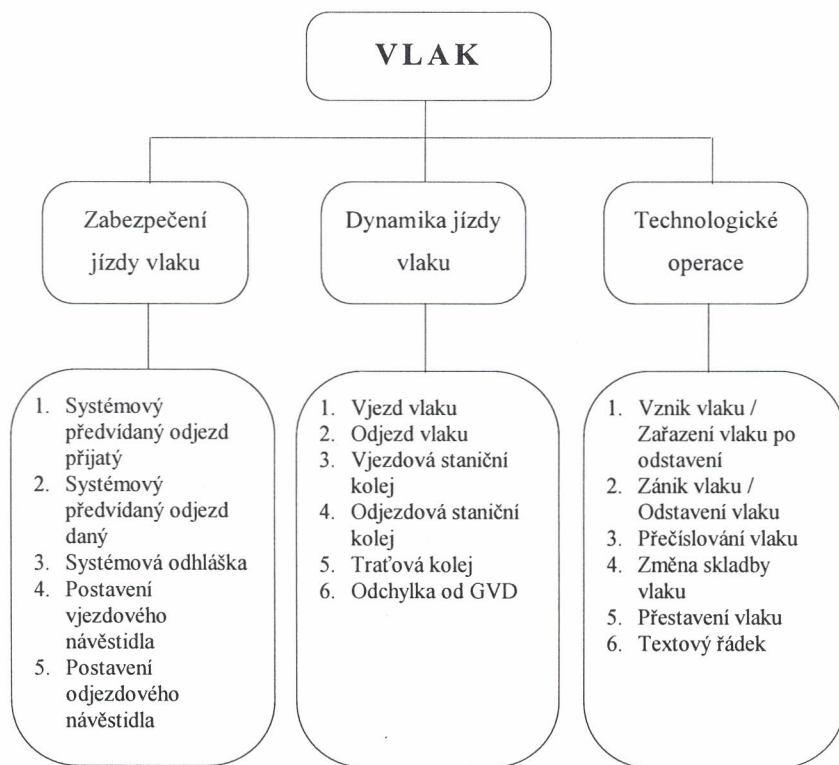 VLAK
Zabezpečení
jízdy vlaku
Dynamika jízdy
vlaku
Technologické
operace
1. Systémový
předvídaný odjezd
přijatý
2. Systémový
předvídaný odjezd
daný
3. Systémová odhláška
4. Postavení
vjezdového
návěstidla
5. Postavení
odjezdového
návěstidla
1. Vjezd vlaku
2. Odjezd vlaku
3. Vjezdová staniční
kolej
4. Odjezdová staniční
kolej
5. Traťová kolej
6. Odchylka od GVD
1. Vznik vlaku /
Zařazení vlaku po
odstavení
2. Zánik vlaku /
Odstavení vlaku
3. Přečíslování vlaku
4. Změna skladby
vlaku
5. Přestavení vlaku
6. Textový řádek